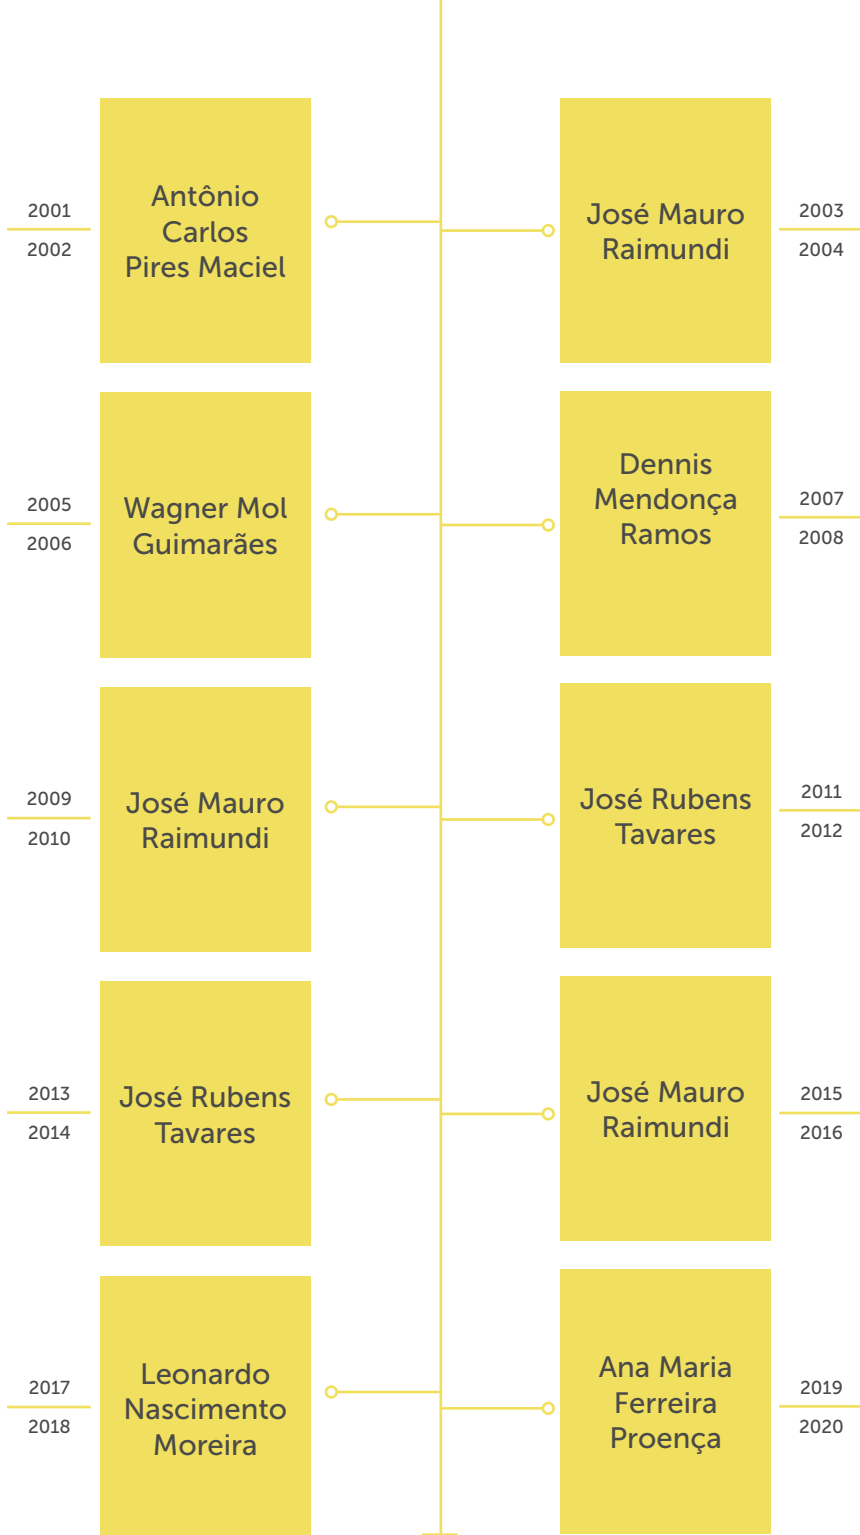 2001
2002
Antônio
Carlos
Pires Maciel
José Mauro
Raimundi
2003
2004
2005
2006
Wagner Mol
Guimarães
Dennis
Mendonça
Ramos
2007
2008
2009
2010
José Mauro
Raimundi
José Rubens
Tavares
2011
2012
2013
2014
José Rubens
Tavares
José Mauro
Raimundi
2015
2016
2017
2018
Leonardo
Nascimento
Moreira
Ana Maria
Ferreira
Proença
2019
2020